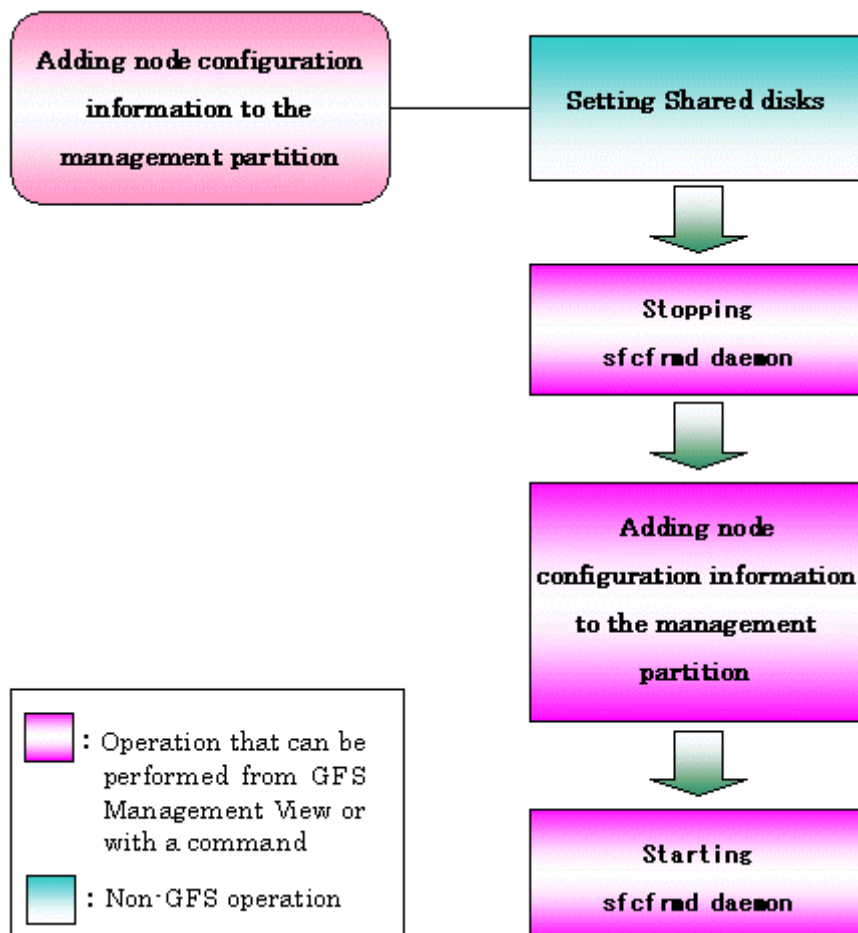 Adding node configuration
information to the
management partition
Setting Shared disks
Stopping
sfcfrmd daemon
Adding node
configuration information
to the management
partition
Starting
sfcfrmd daemon
: Operation that can be
performed from GFS
Management View or
with a command
: Non-GFS operation